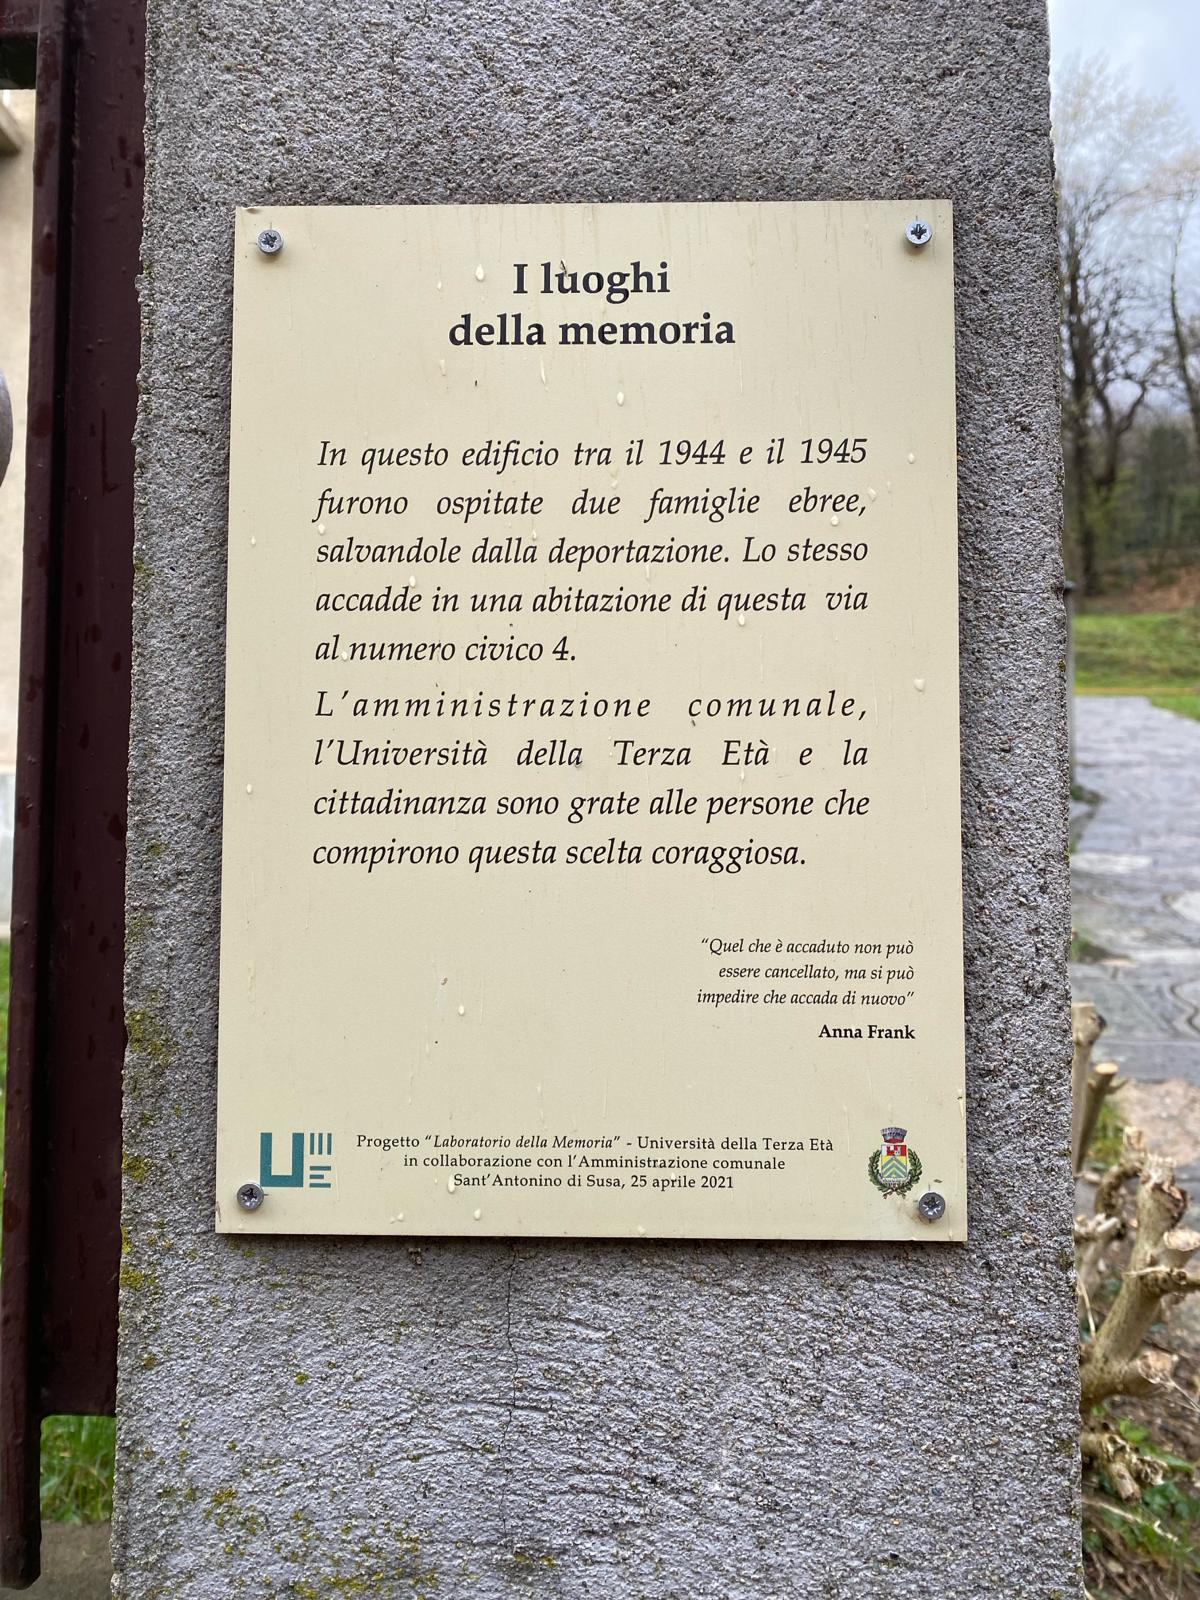 I luoghi
della memoria
In questo edificio tra il 1944 e il 1945
furono ospitate due famiglie ebree,
salvandole dalla deportazione. Lo stesso
accadde in una abitazione di questa via
al numero civico 4.
L'amministrazione comunale,
l'Università della Terza Età e la
cittadinanza sono grate alle persone che
compirono questa scelta coraggiosa.
“Quel che è accaduto non può
essere cancellato, ma si può
impedire che accada di nuovo”
Anna Frank
Progetto “Laboratorio della Memoria” - Università della Terza Età
in collaborazione con l'Amministrazione comunale
Sant'Antonino di Susa, 25 aprile 2021